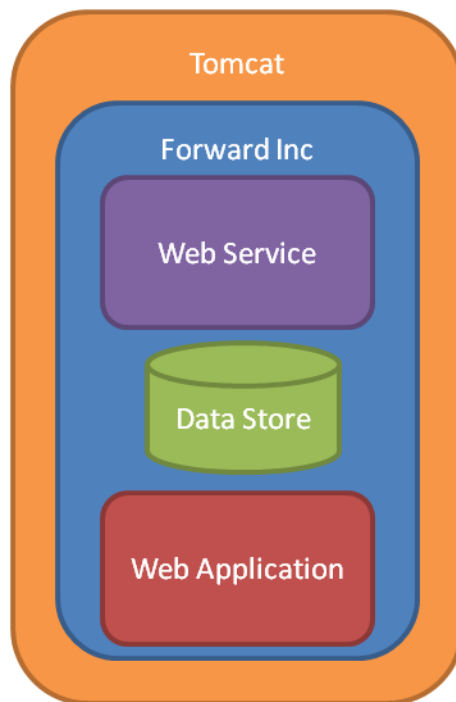 Tomcat
Forward Inc
Web Service
Data Store
Web Application